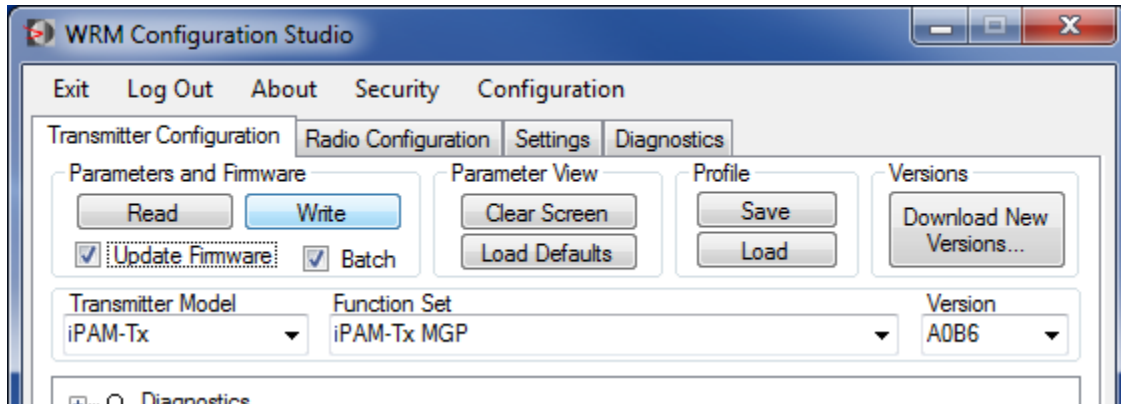 WRM Configuration Studio
Exit Log Out About Security Configuration
Transmitter Configuration Radio Configuration Settings Diagnostics
Parameters and Firmware Parameter View Profile Versions
Read Write Clear Screen Save Download New
Versions...
Update Firmware Batch Load Defaults Load
Transmitter Model Function Set Version
iPAM-Tx iPAM-Tx MGP A0B6
Diagnostics